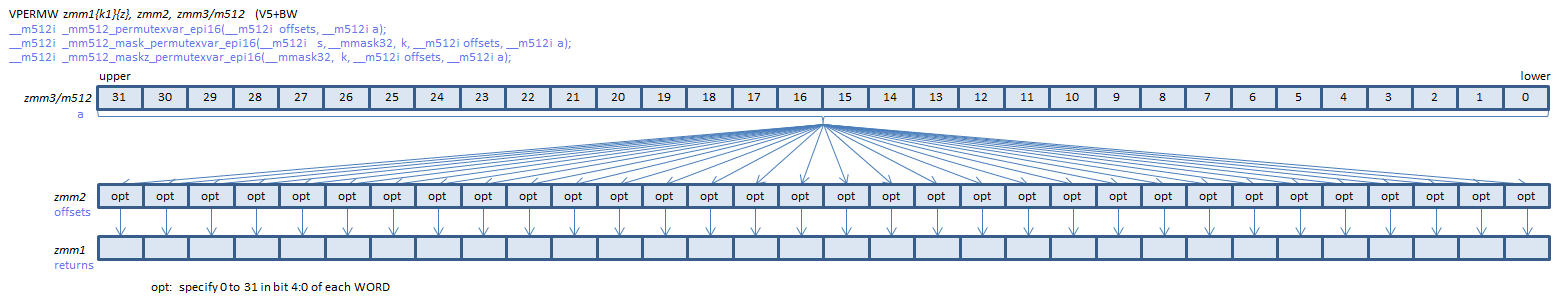 VPERMW zmm1{k1}{z}, zmm2, zmm3/m512 (V5+BW
__m512i _mm512_permutexvar_epi16(__m512i offsets, __m512i a);
__m512i _mm512_mask_permutexvar_epi16(__m512i s, __mmask32, k, __m512i offsets, __m512i a);
__m512i _mm512_maskz_permutexvar_epi16(__mmask32, k, __m512i offsets, __m512i a);
upper lower
zmm3/m512 31 30 29 28 27 26 25 24 23 22 21 20 19 18 17 16 15 14 13 12 11 10 9 8 7 6 5 4 3 2 1 0
a
zmm2 opt opt opt opt opt opt opt opt opt opt opt opt opt opt opt opt opt opt opt opt opt opt opt opt opt opt opt opt opt opt opt opt
offsets
zmm1
returns
opt: specify 0 to 31 in bit 4:0 of each WORD